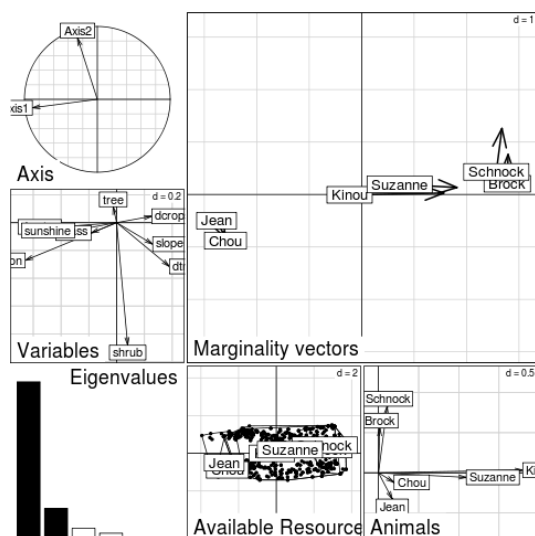 Axis2
xis1
Axis
d = 0.2
tree
dcrop
sunshine
ss
slope
on
dt
shrub
Variables
Eigenvalues
d = 1
Schnock
Brock
Suzanne
Kinou
Jean
Chou
Marginality vectors
d = 2
nock
Suzanne
Jean
Chou
Available Resource
d = 0.5
Schnock
Brock
Ki
Suzanne
Chou
Jean
Animals